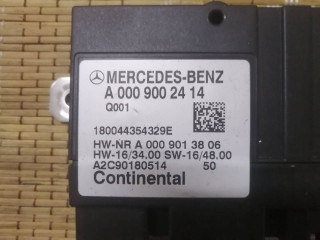 MERCEDES-BENZ
A 000 900 24 14
Q001
180044354329E
HW-NR A 000 901 38 06
HW-16/34.00 SW-16/48.00
A2C90180514 50
Continental